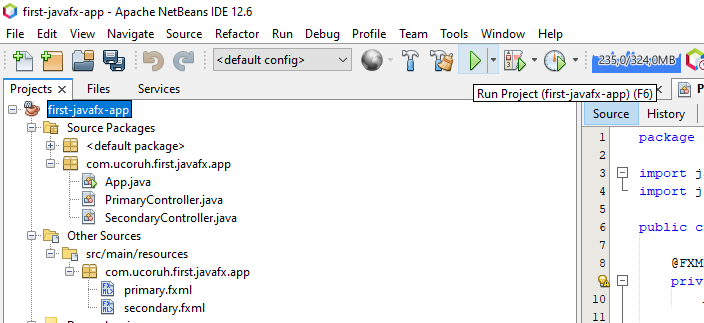 first-javafx-app - Apache NetBeans IDE 12.6
File Edit View Navigate Source Refactor Run Debug Profile Team Tools Window Help
<default config> 235,0/324,0MB
Projects Files Services
Run Project (first-javafx-app) (F6)
Source History
first-javafx-app
Source Packages
<default package>
com.ucoruh.first.javafx.app
App.java
PrimaryController.java
SecondaryController.java
Other Sources
src/main/resources
com.ucoruh.first.javafx.app
primary.fxml
secondary.fxml
1 package
2
3 import j
4 import j
5
6 public c
7
8 @FXM
9 priv
10